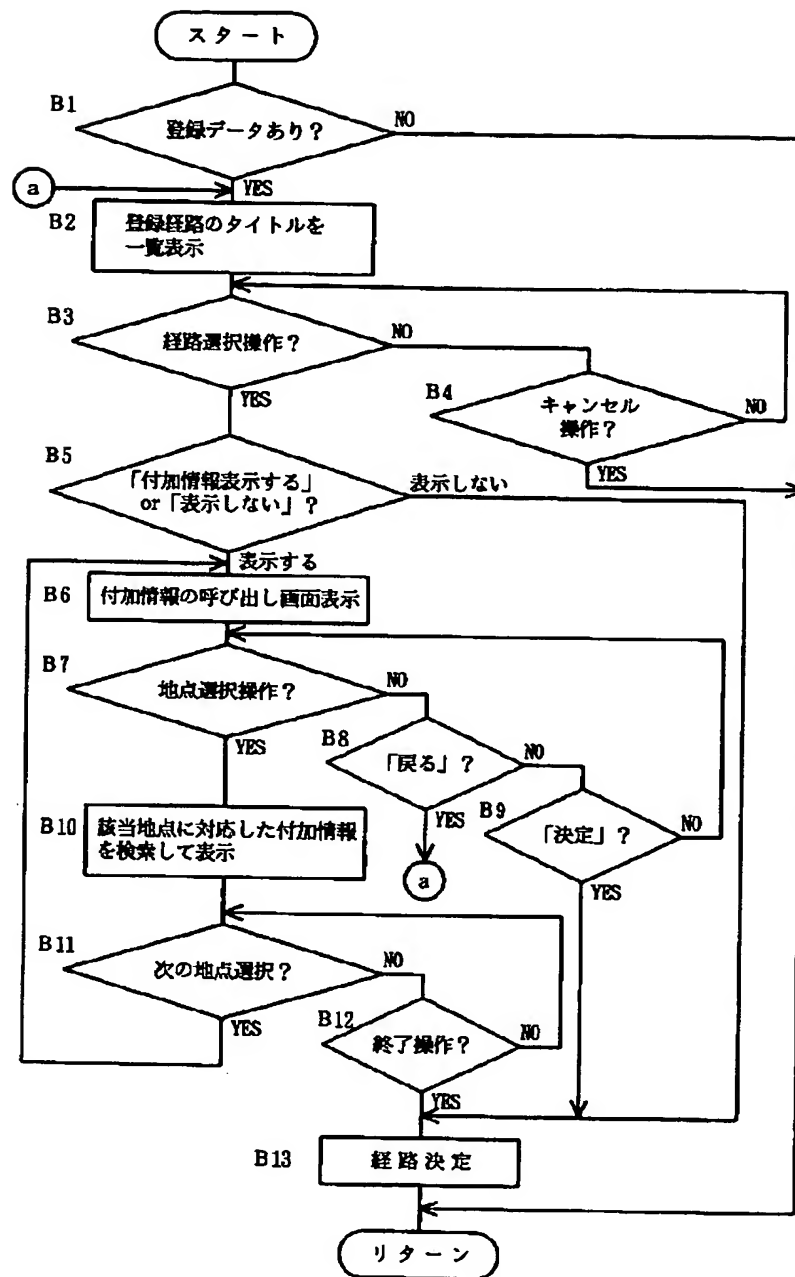 スタート
B1
登録データあり？
NO
YES
a
B2
登録経路のタイトルを
一覧表示
B3
経路選択操作？
NO
YES
B4
キャンセル
操作？
NO
YES
B5
「付加情報表示する」
or「表示しない」？
表示しない
表示する
B6
付加情報の呼び出し画面表示
B7
地点選択操作？
NO
YES
B8
「戻る」？
NO
YES
a
B9
「決定」？
NO
YES
B10
該当地点に対応した付加情報
を検索して表示
B11
次の地点選択？
NO
YES
B12
終了操作？
NO
YES
B13
経路決定
リターン